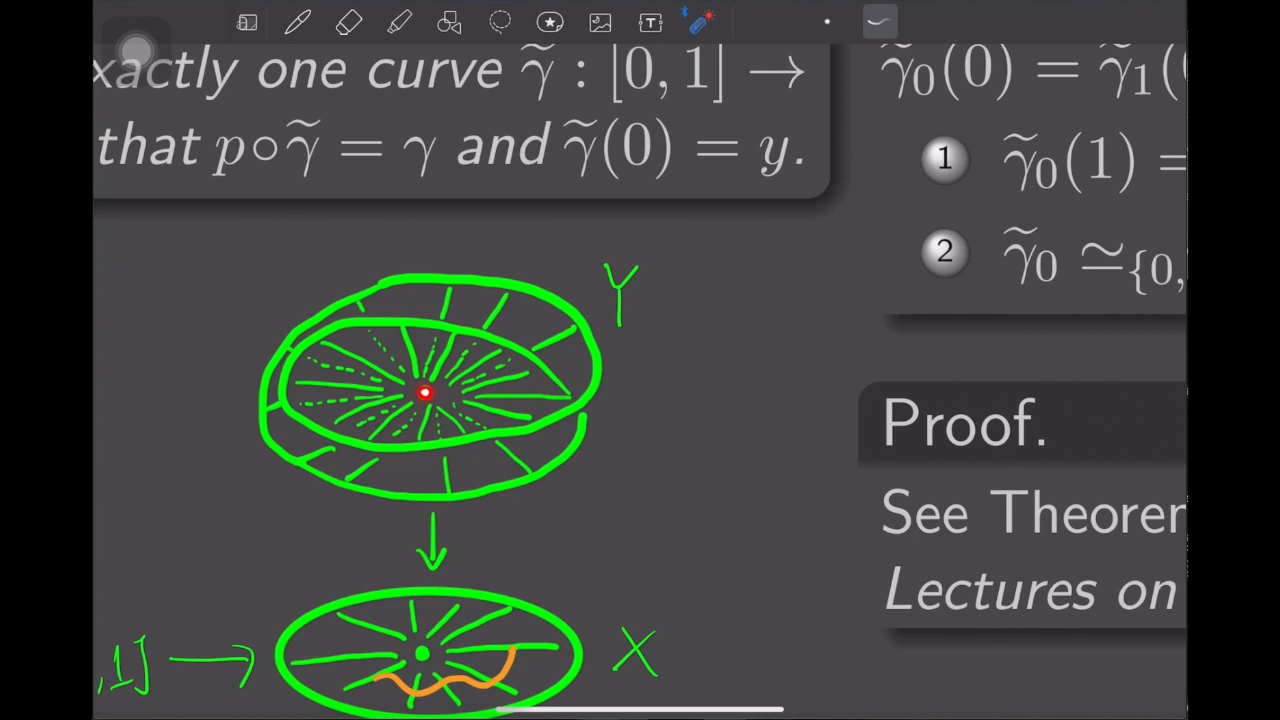 xactly one curve γ̃ : [0, 1] →
that p∘γ̃ = γ and γ̃(0) = y.
γ̃₀(0) = γ̃₁(
1 γ̃₀(1) =
2 γ̃₀ ≃{0,
Y
Proof.
See Theorem
Lectures on
,1] →
X